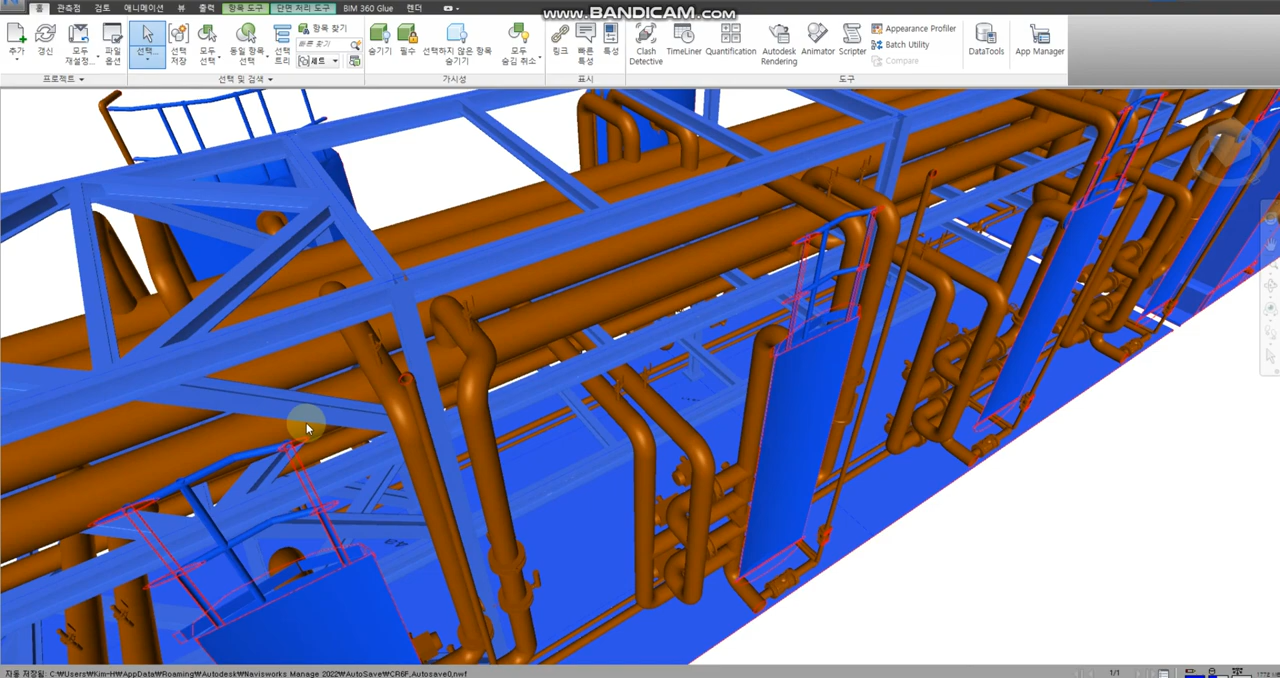 www.BANDICAM.com
홈 관측점 검토 애니메이션 뷰 출력 항목 도구 단면 처리 도구 BIM 360 Glue 렌더
추가 갱신 모두 재설정... 파일 옵션
선택 선택 저장 모두 선택 동일 항목 선택 선택 트리
항목 찾기
빠른 찾기
세트
숨기기 필수 선택하지 않은 항목 숨기기 모두 숨김 취소
링크 빠른 특성 특성
Clash Detective TimeLiner Quantification Autodesk Rendering Animator Scripter
Appearance Profiler
Batch Utility
Compare
DataTools App Manager
프로젝트 선택 및 검색 가시성 표시 도구
자동 저장됨: C:₩Users₩Kim-H₩AppData₩Roaming₩Autodesk₩Navisworks Manage 2022₩AutoSave₩CR6F.Autosave0.nwf
1/1